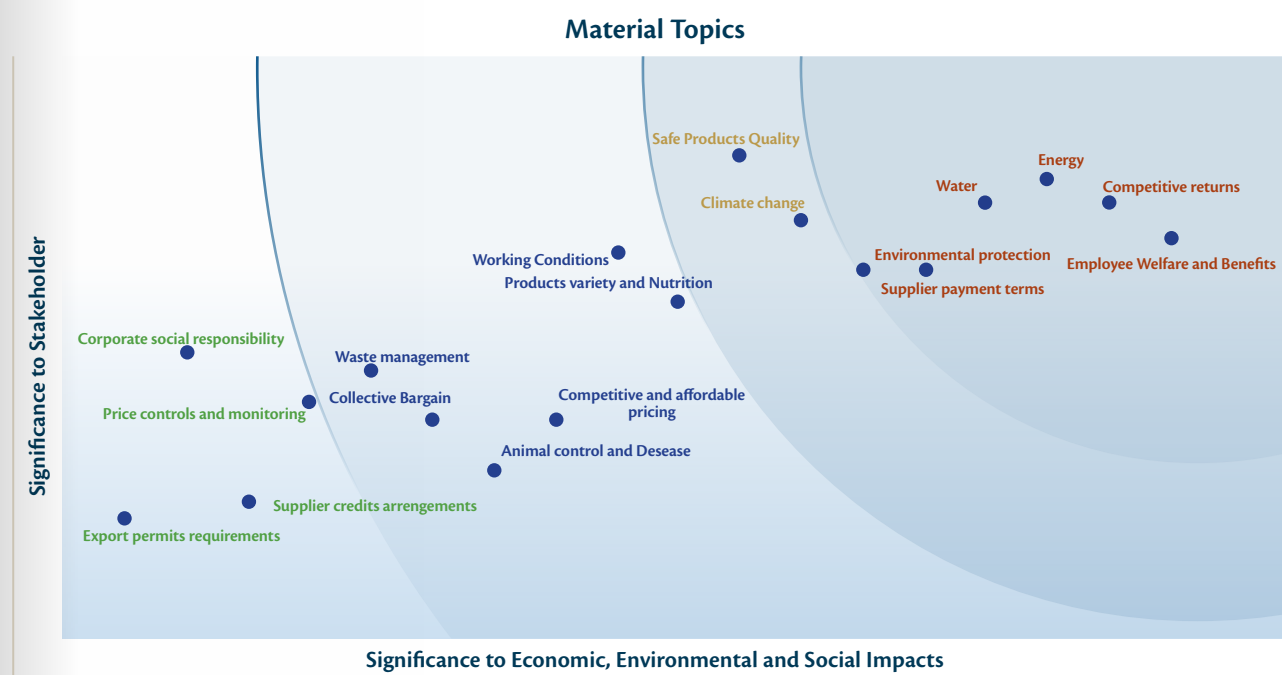 Material Topics
Safe Products Quality
Energy
Water
Competitive returns
Climate change
Working Conditions
Environmental protection
Employee Welfare and Benefits
Products variety and Nutrition
Supplier payment terms
Corporate social responsibility
Waste management
Collective Bargain
Competitive and affordable
pricing
Price controls and monitoring
Animal control and Desease
Supplier credits arrengements
Export permits requirements
Significance to Stakeholder
Significance to Economic, Environmental and Social Impacts